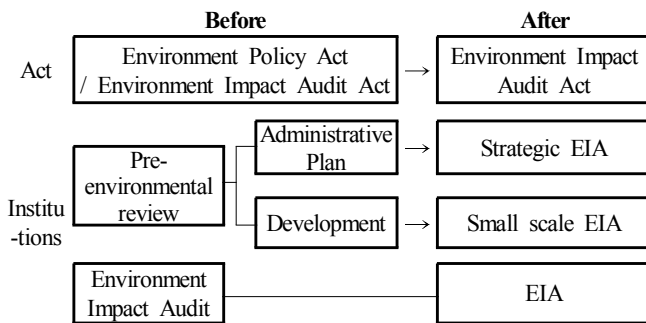 Before
After
Act
Environment Policy Act
/ Environment Impact Audit Act
→
Environment Impact
Audit Act
Institu
-tions
Pre-
environmental
review
Administrative
Plan
→
Strategic EIA
Development
→
Small scale EIA
Environment
Impact Audit
EIA